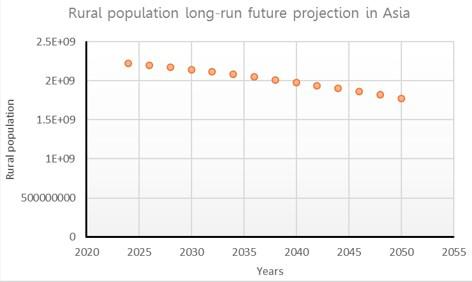 Rural population long-run future projection in Asia
2.5E+09
2E+09
1.5E+09
1E+09
500000000
0
Rural population
2020 2025 2030 2035 2040 2045 2050 2055
Years